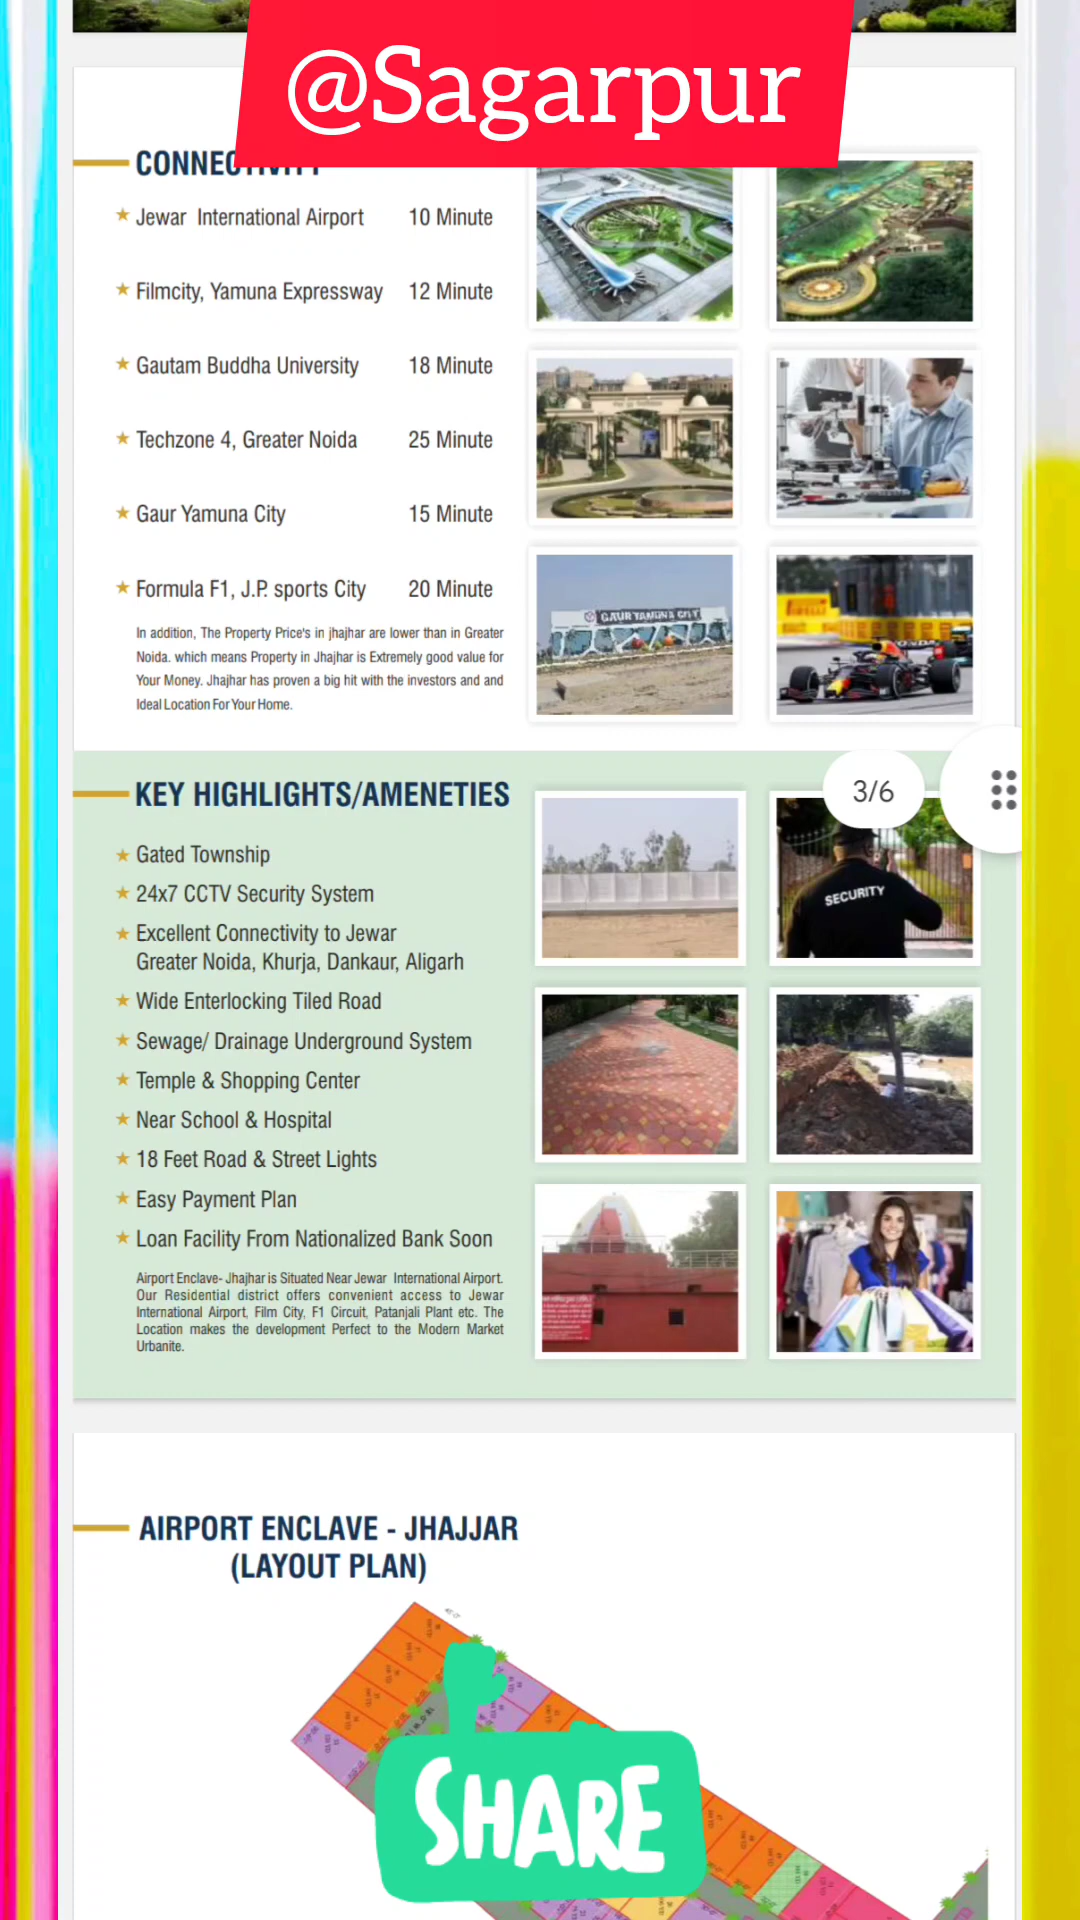 @Sagarpur
CONNECTIVITY
Jewar International Airport 10 Minute
Filmcity, Yamuna Expressway 12 Minute
Gautam Buddha University 18 Minute
Techzone 4, Greater Noida 25 Minute
Gaur Yamuna City 15 Minute
Formula F1, J.P. sports City 20 Minute
In addition, The Property Price's in jhajhar are lower than in Greater
Noida. which means Property in Jhajhar is Extremely good value for
Your Money. Jhajhar has proven a big hit with the investors and and
Ideal Location For Your Home.
GAUR YAMUNA CITY
KEY HIGHLIGHTS/AMENETIES
3/6
Gated Township
24x7 CCTV Security System
Excellent Connectivity to Jewar
Greater Noida, Khurja, Dankaur, Aligarh
Wide Enterlocking Tiled Road
Sewage/ Drainage Underground System
Temple & Shopping Center
Near School & Hospital
18 Feet Road & Street Lights
Easy Payment Plan
Loan Facility From Nationalized Bank Soon
Airport Enclave- Jhajhar is Situated Near Jewar International Airport.
Our Residential district offers convenient access to Jewar
International Airport, Film City, F1 Circuit, Patanjali Plant etc. The
Location makes the development Perfect to the Modern Market
Urbanite.
SECURITY
AIRPORT ENCLAVE - JHAJJAR
(LAYOUT PLAN)
SHARE